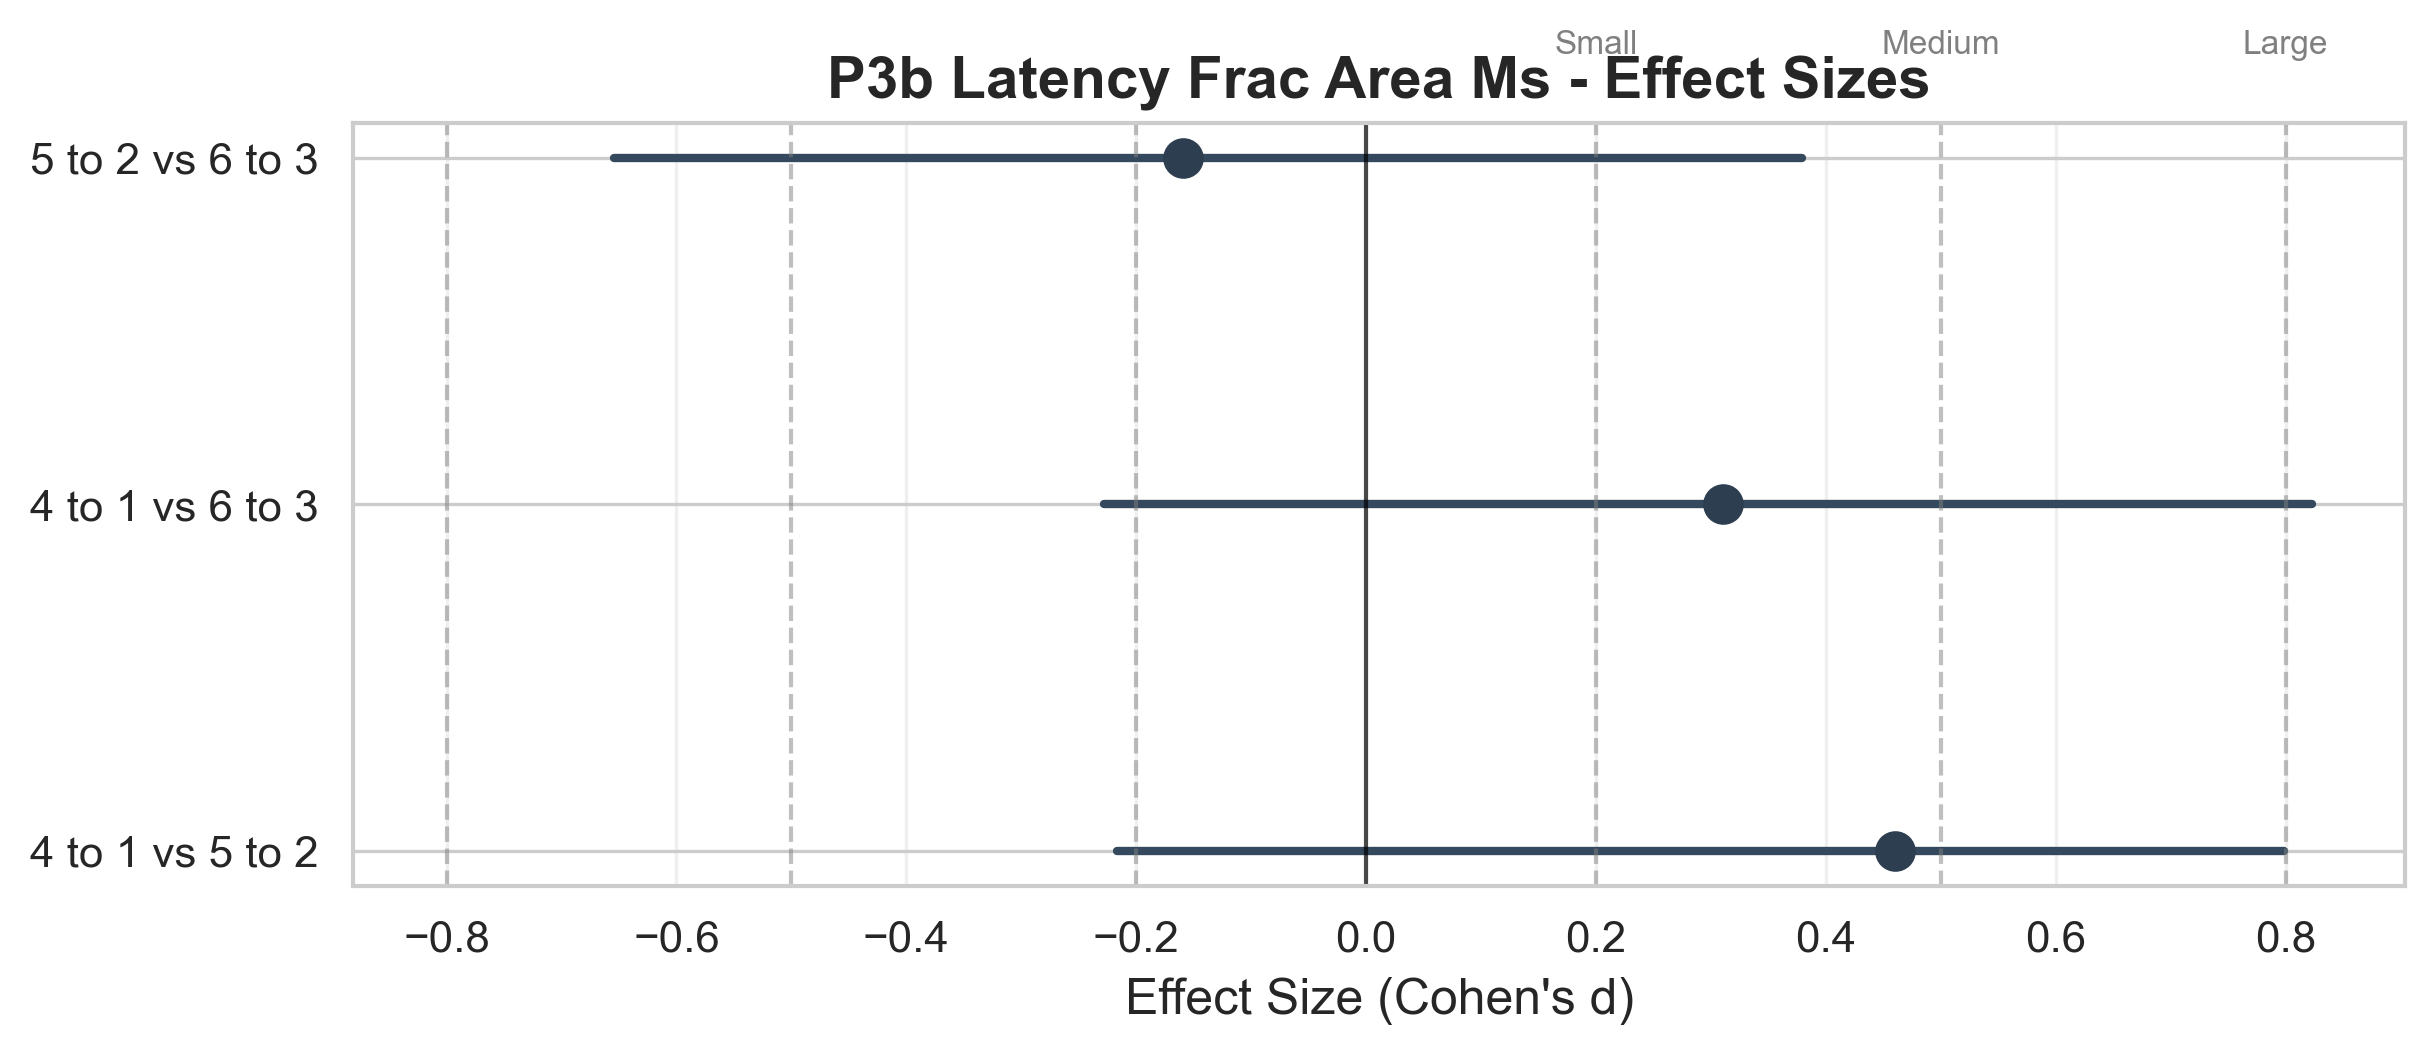 Small Medium Large
P3b Latency Frac Area Ms - Effect Sizes
5 to 2 vs 6 to 3
4 to 1 vs 6 to 3
4 to 1 vs 5 to 2
−0.8 −0.6 −0.4 −0.2 0.0 0.2 0.4 0.6 0.8
Effect Size (Cohen's d)